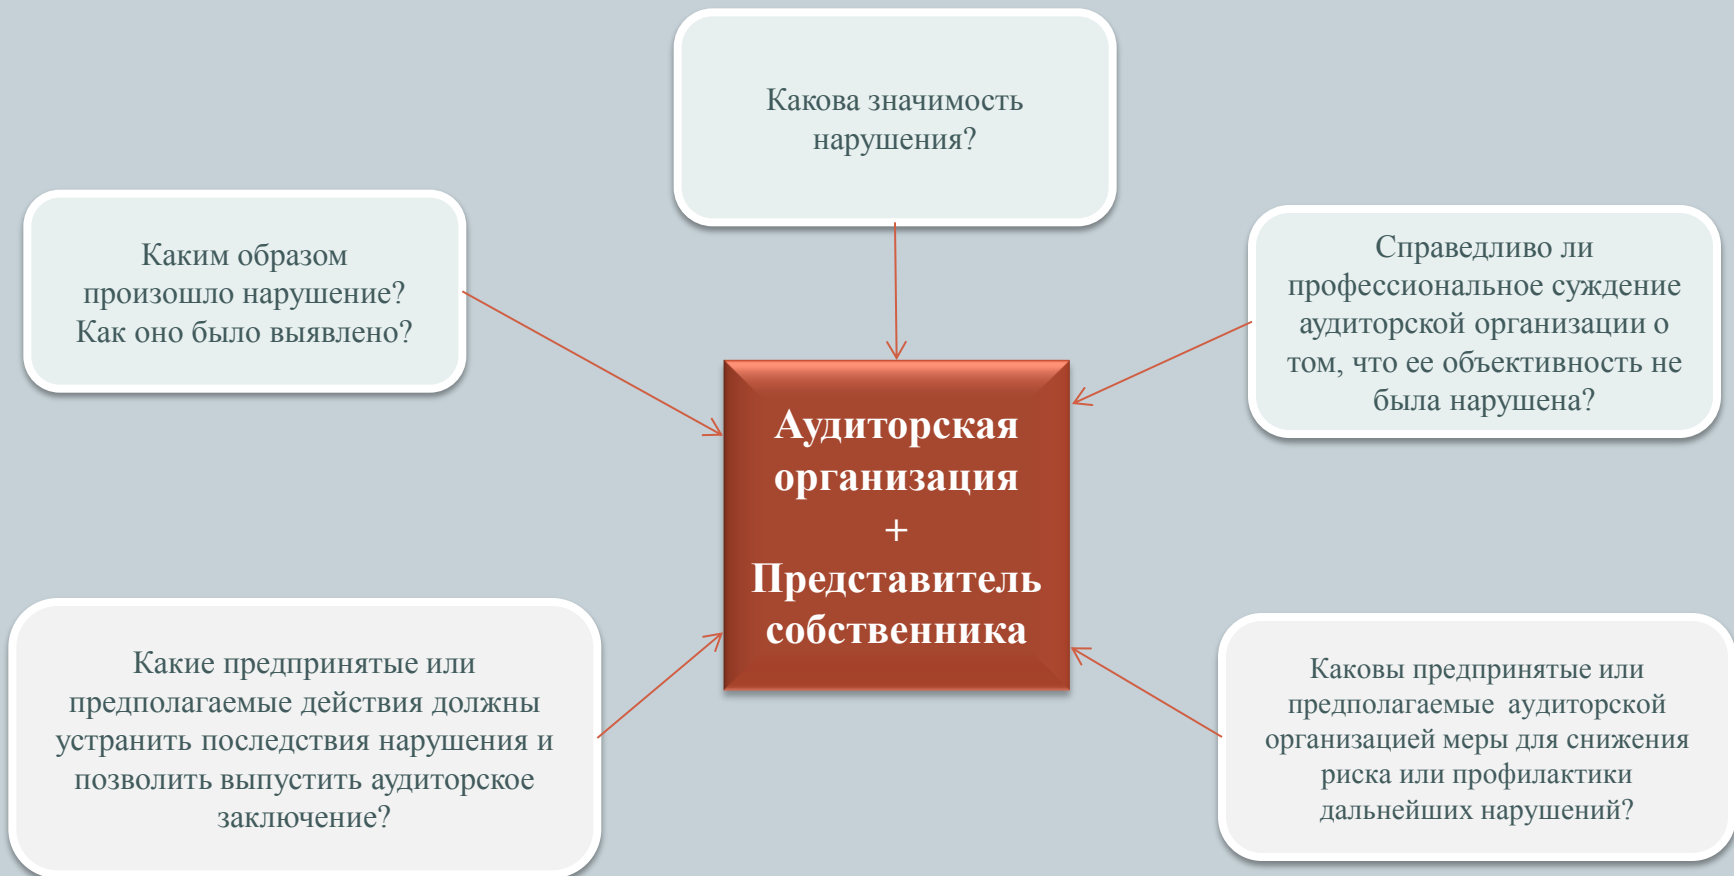 Какова значимость
нарушения?
Каким образом
произошло нарушение?
Как оно было выявлено?
Справедливо ли
профессиональное суждение
аудиторской организации о
том, что ее объективность не
была нарушена?
Аудиторская
организация
+
Представитель
собственника
Какие предпринятые или
предполагаемые действия должны
устранить последствия нарушения и
позволить выпустить аудиторское
заключение?
Каковы предпринятые или
предполагаемые аудиторской
организацией меры для снижения
риска или профилактики
дальнейших нарушений?